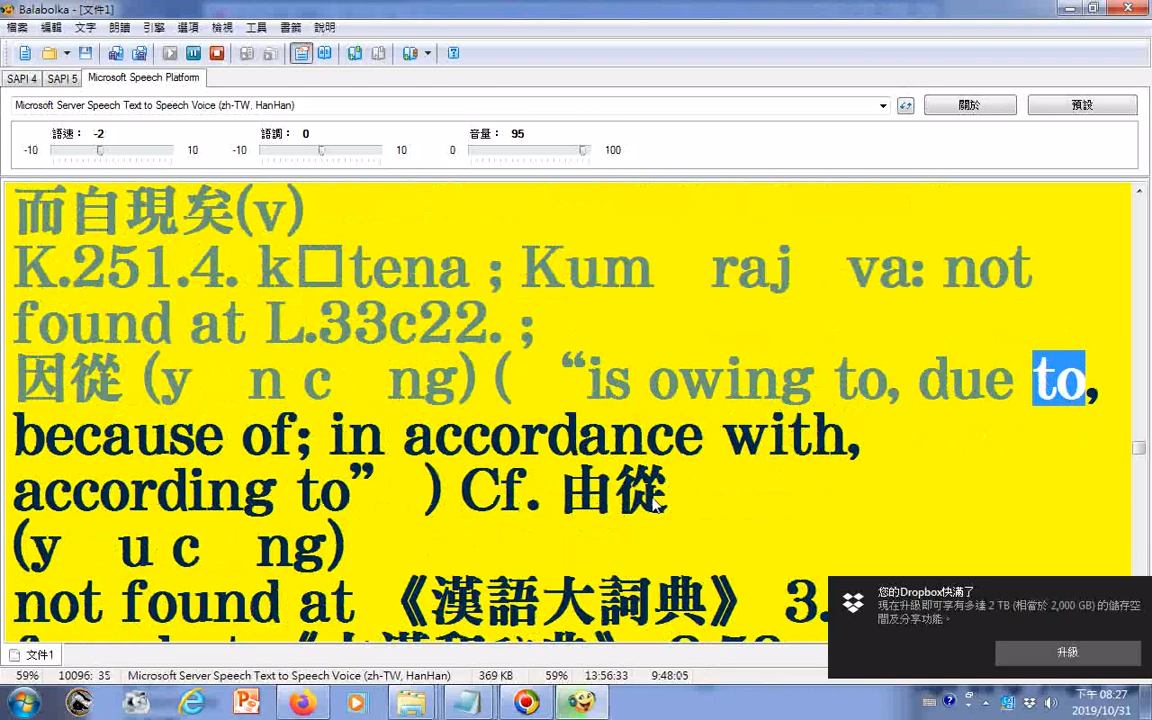 Balabolka - [文件1]
檔案 編輯 文字 朗讀 引擎 選項 檢視 工具 書籤 說明
SAPI 4 SAPI 5 Microsoft Speech Platform
Microsoft Server Speech Text to Speech Voice (zh-TW, HanHan) 關於 預設
語速： -2 語調： 0 音量： 95
-10 10 -10 10 0 100
而自現矣(v)
K.251.4. k□tena ; Kum raj va: not
found at L.33c22. ;
因從 (y n c ng) ( “is owing to, due to,
because of; in accordance with,
according to” ) Cf. 由從
(y u c ng)
not found at 《漢語大詞典》 3.
文件1
59% 10096: 35 Microsoft Server Speech Text to Speech Voice (zh-TW, HanHan) 369 KB 59% 13:56:33 9:48:05
您的Dropbox快滿了
現在升級即可享有多達 2 TB (相當於 2,000 GB) 的儲存空
間及分享功能。
升級
下午 08:27
2019/10/31